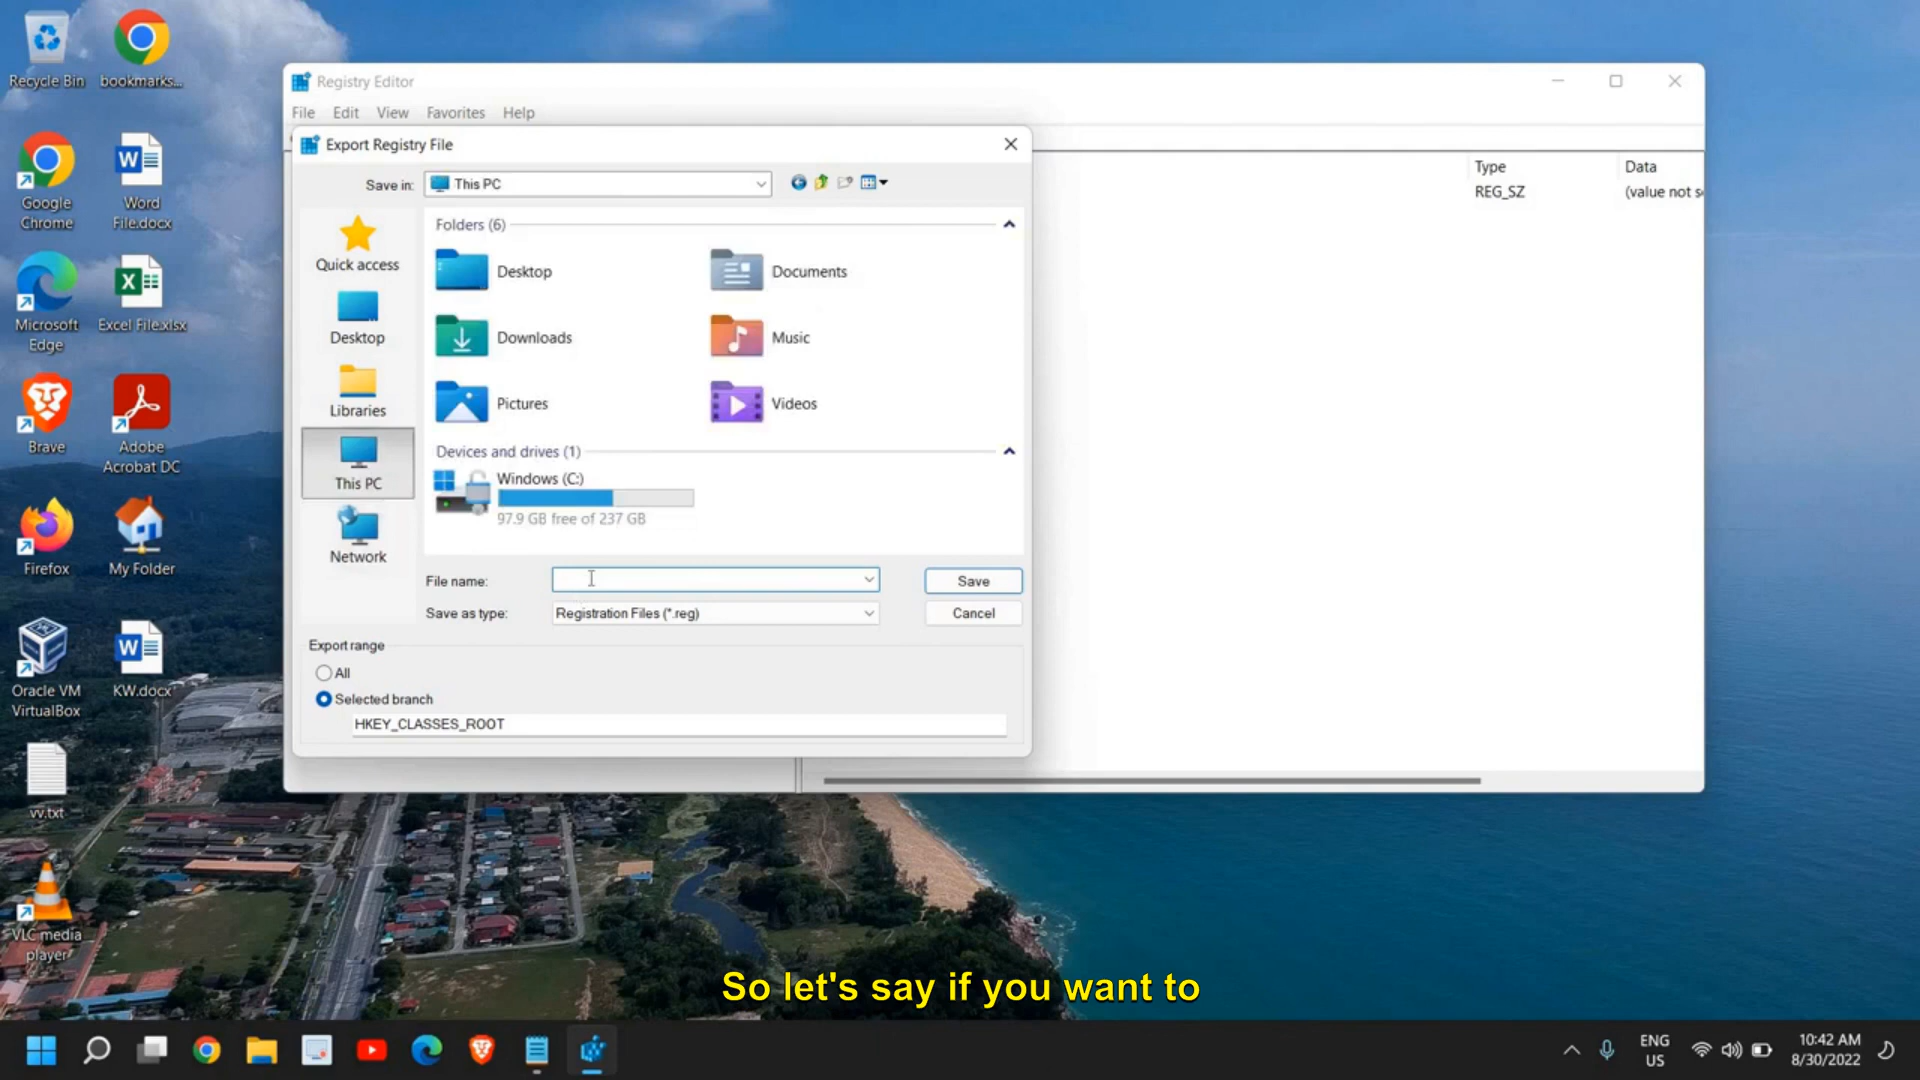 Recycle Bin
bookmarks...
Google
Chrome
Word
File.docx
Microsoft
Edge
Excel File.xlsx
Brave
Adobe
Acrobat DC
Firefox
My Folder
Oracle VM
VirtualBox
KW.docx
vv.txt
VLC media
player
Registry Editor
File Edit View Favorites Help
Type Data
REG_SZ (value not s
Export Registry File
Save in: This PC
Quick access
Desktop
Libraries
This PC
Network
Folders (6)
Desktop
Documents
Downloads
Music
Pictures
Videos
Devices and drives (1)
Windows (C:)
97.9 GB free of 237 GB
File name:
Save
Save as type: Registration Files (*.reg)
Cancel
Export range
All
Selected branch
HKEY_CLASSES_ROOT
So let's say if you want to
ENG
US
10:42 AM
8/30/2022